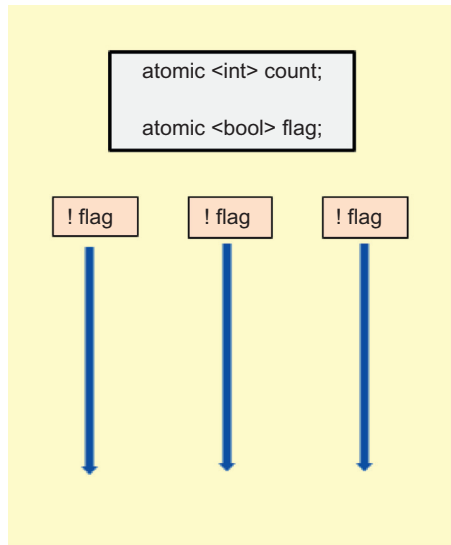 atomic <int> count;
atomic <bool> flag;
! flag ! flag ! flag